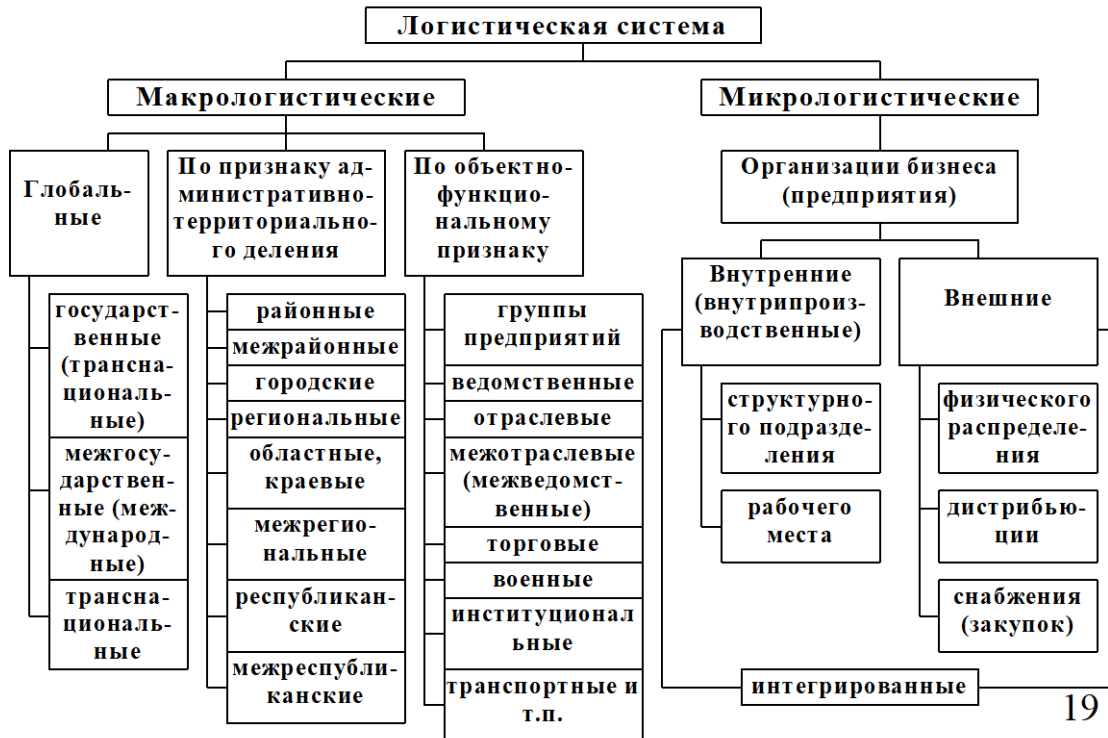 Логистическая система
Макрологистические
Микрологистические
Глобаль-
ные
государст-
венные
(трансна-
циональ-
ные)
межгосу-
дарствен-
ные (меж-
дународ-
ные)
трансна-
циональ-
ные
По признаку ад-
министративно-
территориально-
го деления
районные
межрайонные
городские
региональные
областные,
краевые
межрегио-
нальные
республикан-
ские
межреспубли-
канские
По объектно-
функцио-
нальному
признаку
группы
предприятий
ведомственные
отраслевые
межотраслевые
(межведомст-
венные)
торговые
военные
институционал
ьные
транспортные и
т.п.
Организации бизнеса
(предприятия)
Внутренние
(внутрипроиз-
водственные)
структурно-
го подразде-
ления
рабочего
места
Внешние
физического
распределе-
ния
дистрибью-
ции
снабжения
(закупок)
интегрированные
19